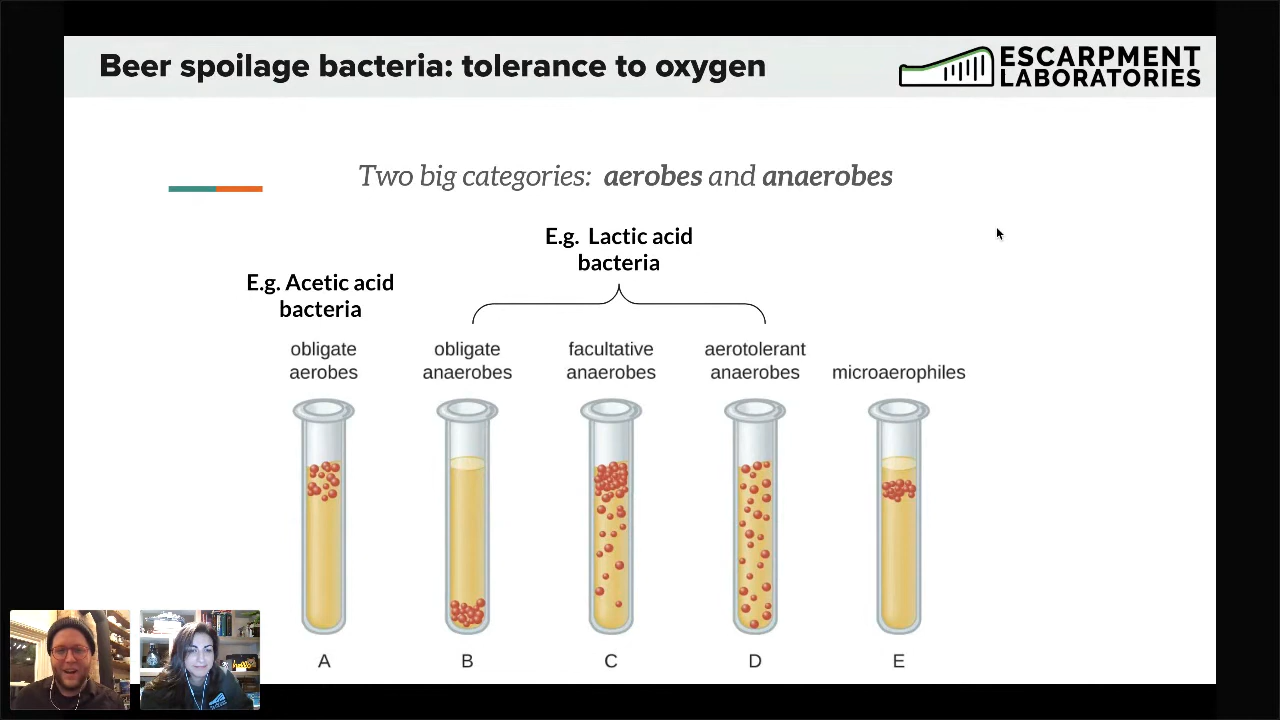 Beer spoilage bacteria: tolerance to oxygen
ESCARPMENT
LABORATORIES
Two big categories: aerobes and anaerobes
E.g. Lactic acid
bacteria
E.g. Acetic acid
bacteria
obligate
aerobes
obligate
anaerobes
facultative
anaerobes
aerotolerant
anaerobes
microaerophiles
A
B
C
D
E